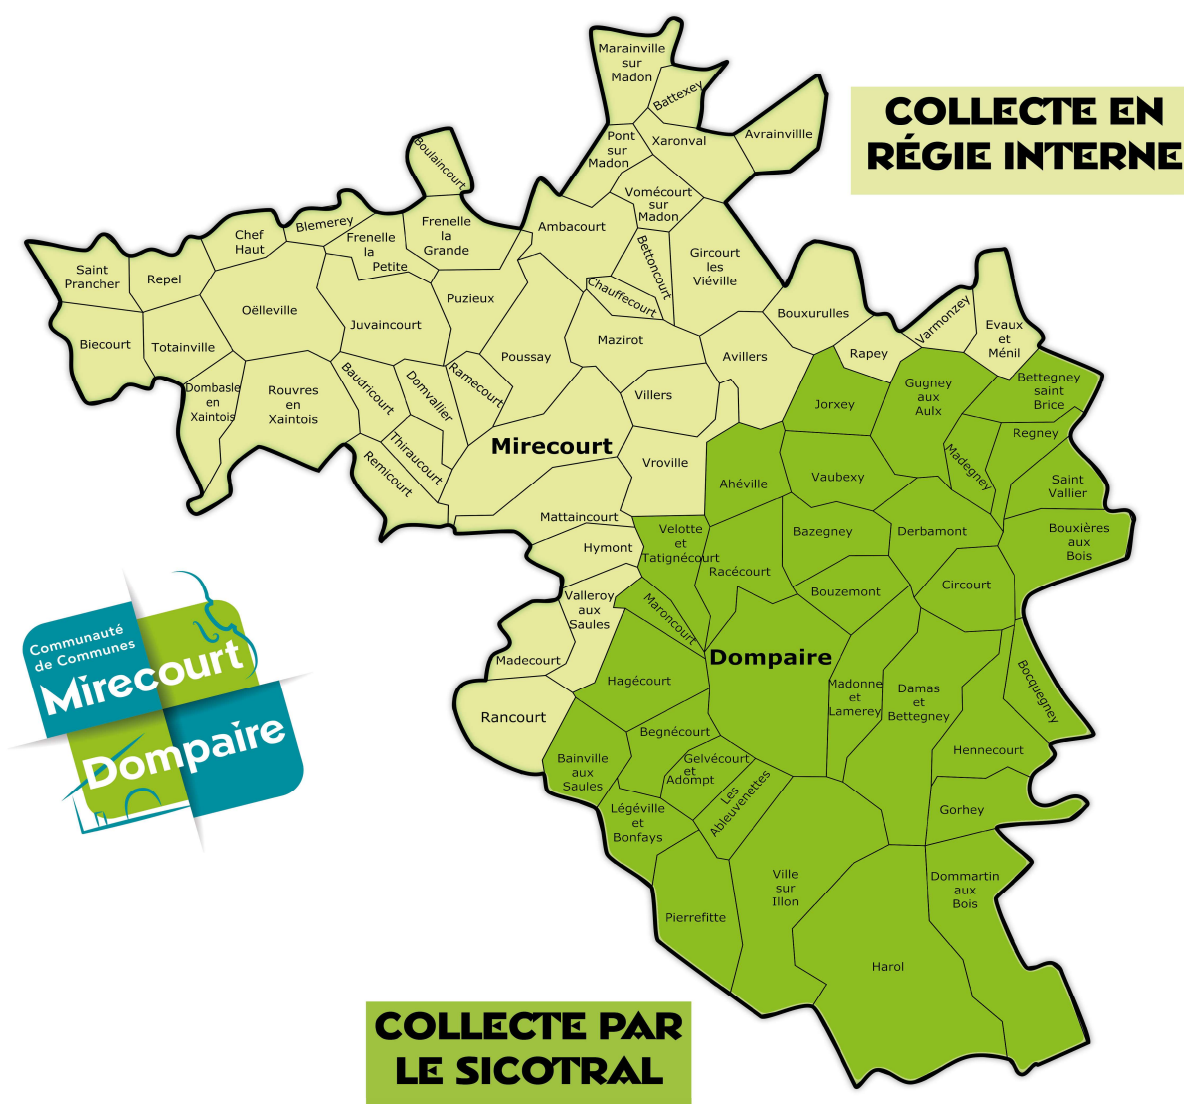 Marainville
sur
Madon
Battexey
COLLECTE EN
RÉGIE INTERNE
Pont
sur
Madon
Xaronval
Avrainvillle
Boulaincourt
Vomécourt
sur
Madon
Chef
Haut
Blemerey
Frenelle
la
Petite
Frenelle
la
Grande
Ambacourt
Bettoncourt
Gircourt
les
Viéville
Saint
Prancher
Repel
Oëlleville
Puzieux
Chauffecourt
Bouxurulles
Varmonzey
Evaux
et
Ménil
Biecourt
Totainville
Juvaincourt
Poussay
Mazirot
Avillers
Rapey
Dombasle
en
Xaintois
Rouvres
en
Xaintois
Baudricourt
Domvallier
Ramecourt
Villers
Jorxey
Gugney
aux
Aulx
Bettegney
saint
Brice
Regney
Madegney
Thiraucourt
Remicourt
Mirecourt
Vroville
Ahéville
Vaubexy
Saint
Vallier
Mattaincourt
Hymont
Velotte
et
Tatignécourt
Bazegney
Derbamont
Bouxières
aux
Bois
Racécourt
Bouzemont
Circourt
Valleroy
aux
Saules
Maroncourt
Madecourt
Dompaire
Hagécourt
Madonne
et
Lamerey
Damas
et
Bettegney
Bocquegney
Rancourt
Begnécourt
Hennecourt
Bainville
aux
Saules
Gelvécourt
et
Adompt
Les
Ableuvenettes
Légéville
et
Bonfays
Gorhey
Ville
sur
Illon
Dommartin
aux
Bois
Pierrefitte
Harol
Communauté
de Communes
Mirecourt
Dompaire
COLLECTE PAR
LE SICOTRAL